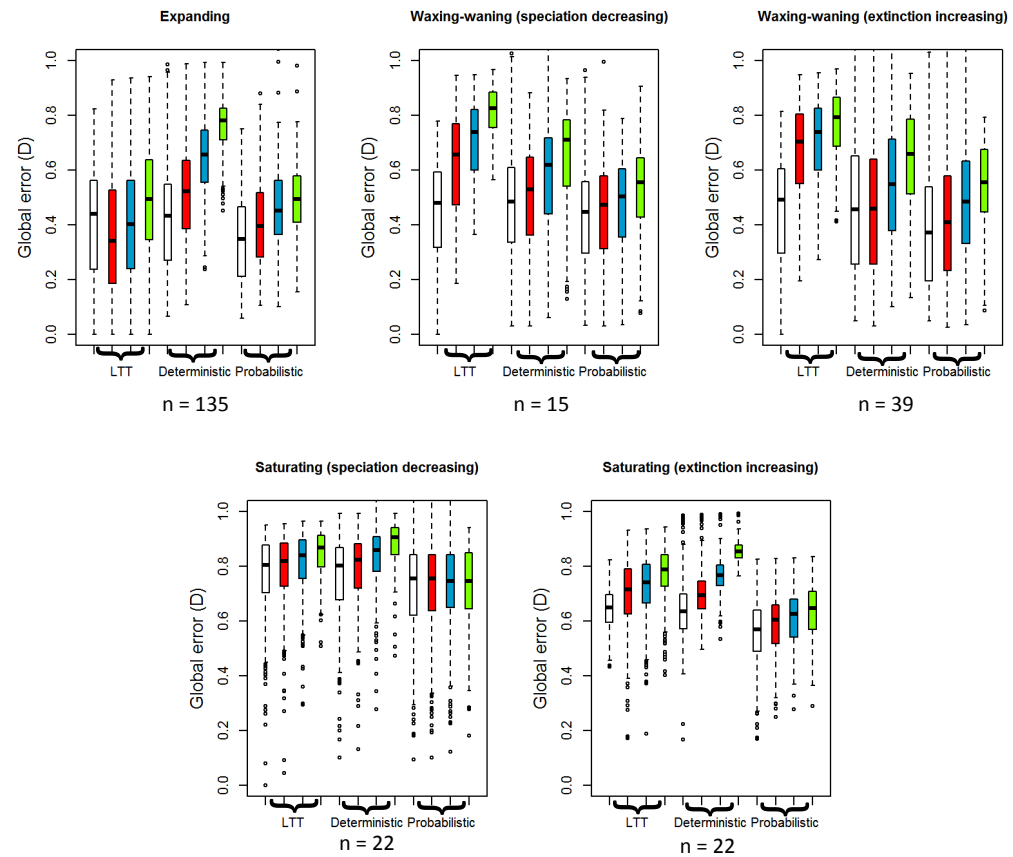 Expanding
Global error (D)
0.0 0.2 0.4 0.6 0.8 1.0
LTT Deterministic Probabilistic
n = 135
Waxing-waning (speciation decreasing)
Global error (D)
0.0 0.2 0.4 0.6 0.8 1.0
LTT Deterministic Probabilistic
n = 15
Waxing-waning (extinction increasing)
Global error (D)
0.0 0.2 0.4 0.6 0.8 1.0
LTT Deterministic Probabilistic
n = 39
Saturating (speciation decreasing)
Global error (D)
0.0 0.2 0.4 0.6 0.8 1.0
LTT Deterministic Probabilistic
n = 22
Saturating (extinction increasing)
Global error (D)
0.0 0.2 0.4 0.6 0.8 1.0
LTT Deterministic Probabilistic
n = 22